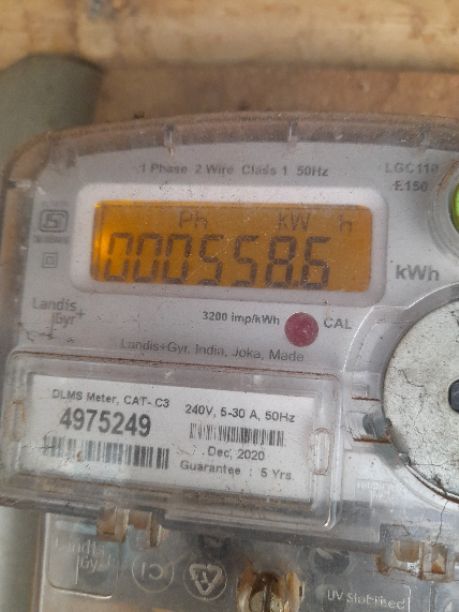 1 Phase 2 Wire Class 1 50Hz
LGC110
E150
Ph kW h
000558.6
kWh
Landis
Gyr+
3200 imp/kWh CAL
Landis+Gyr, India, Joka, Made
DLMS Meter, CAT- C3
4975249
240V, 5-30 A, 50Hz
Dec, 2020
Guarantee : 5 Yrs.
Landis
Gyr+
UV Stabilised